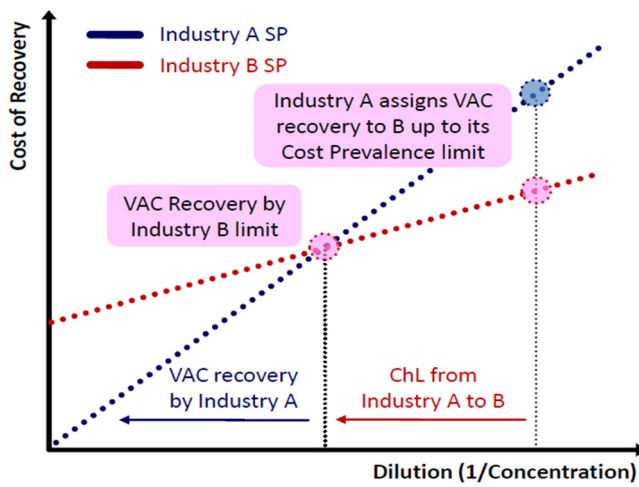 Industry A SP
Industry B SP
Cost of Recovery
Industry A assigns VAC
recovery to B up to its
Cost Prevalence limit
VAC Recovery by
Industry B limit
VAC recovery
by Industry A
ChL from
Industry A to B
Dilution (1/Concentration)